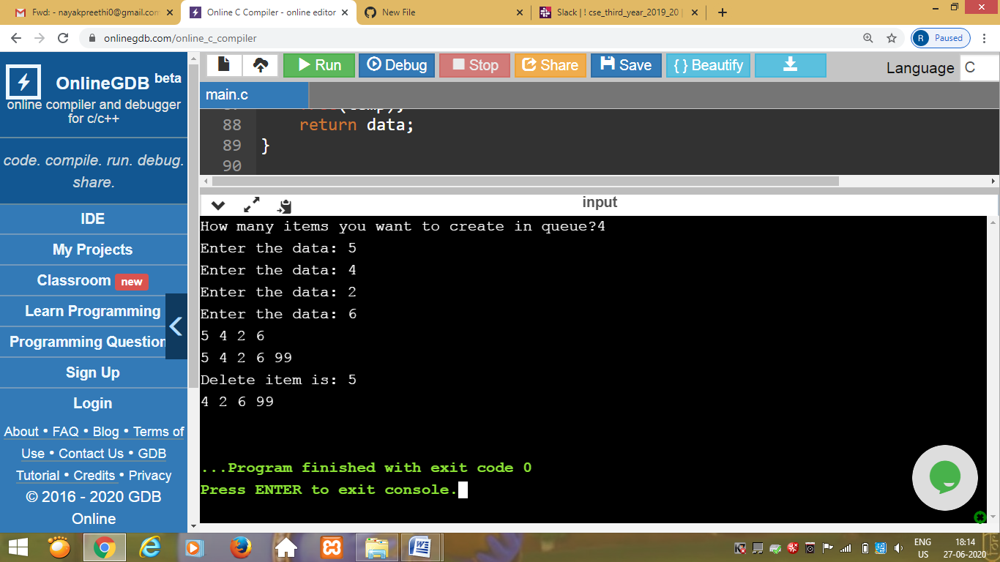 Fwd: - nayakpreethi0@gmail.com
Online C Compiler - online editor
New File
Slack | ! cse_third_year_2019_20 |
onlinegdb.com/online_c_compiler
R Paused
OnlineGDB beta
online compiler and debugger
for c/c++
code. compile. run. debug.
share.
IDE
My Projects
Classroom new
Learn Programming
Programming Question
Sign Up
Login
About • FAQ • Blog • Terms of
Use • Contact Us • GDB
Tutorial • Credits • Privacy
© 2016 - 2020 GDB
Online
Run Debug Stop Share Save { } Beautify
Language C
main.c
88 return data;
89 }
90
input
How many items you want to create in queue?4
Enter the data: 5
Enter the data: 4
Enter the data: 2
Enter the data: 6
5 4 2 6
5 4 2 6 99
Delete item is: 5
4 2 6 99
...Program finished with exit code 0
Press ENTER to exit console.
ENG
US
18:14
27-06-2020